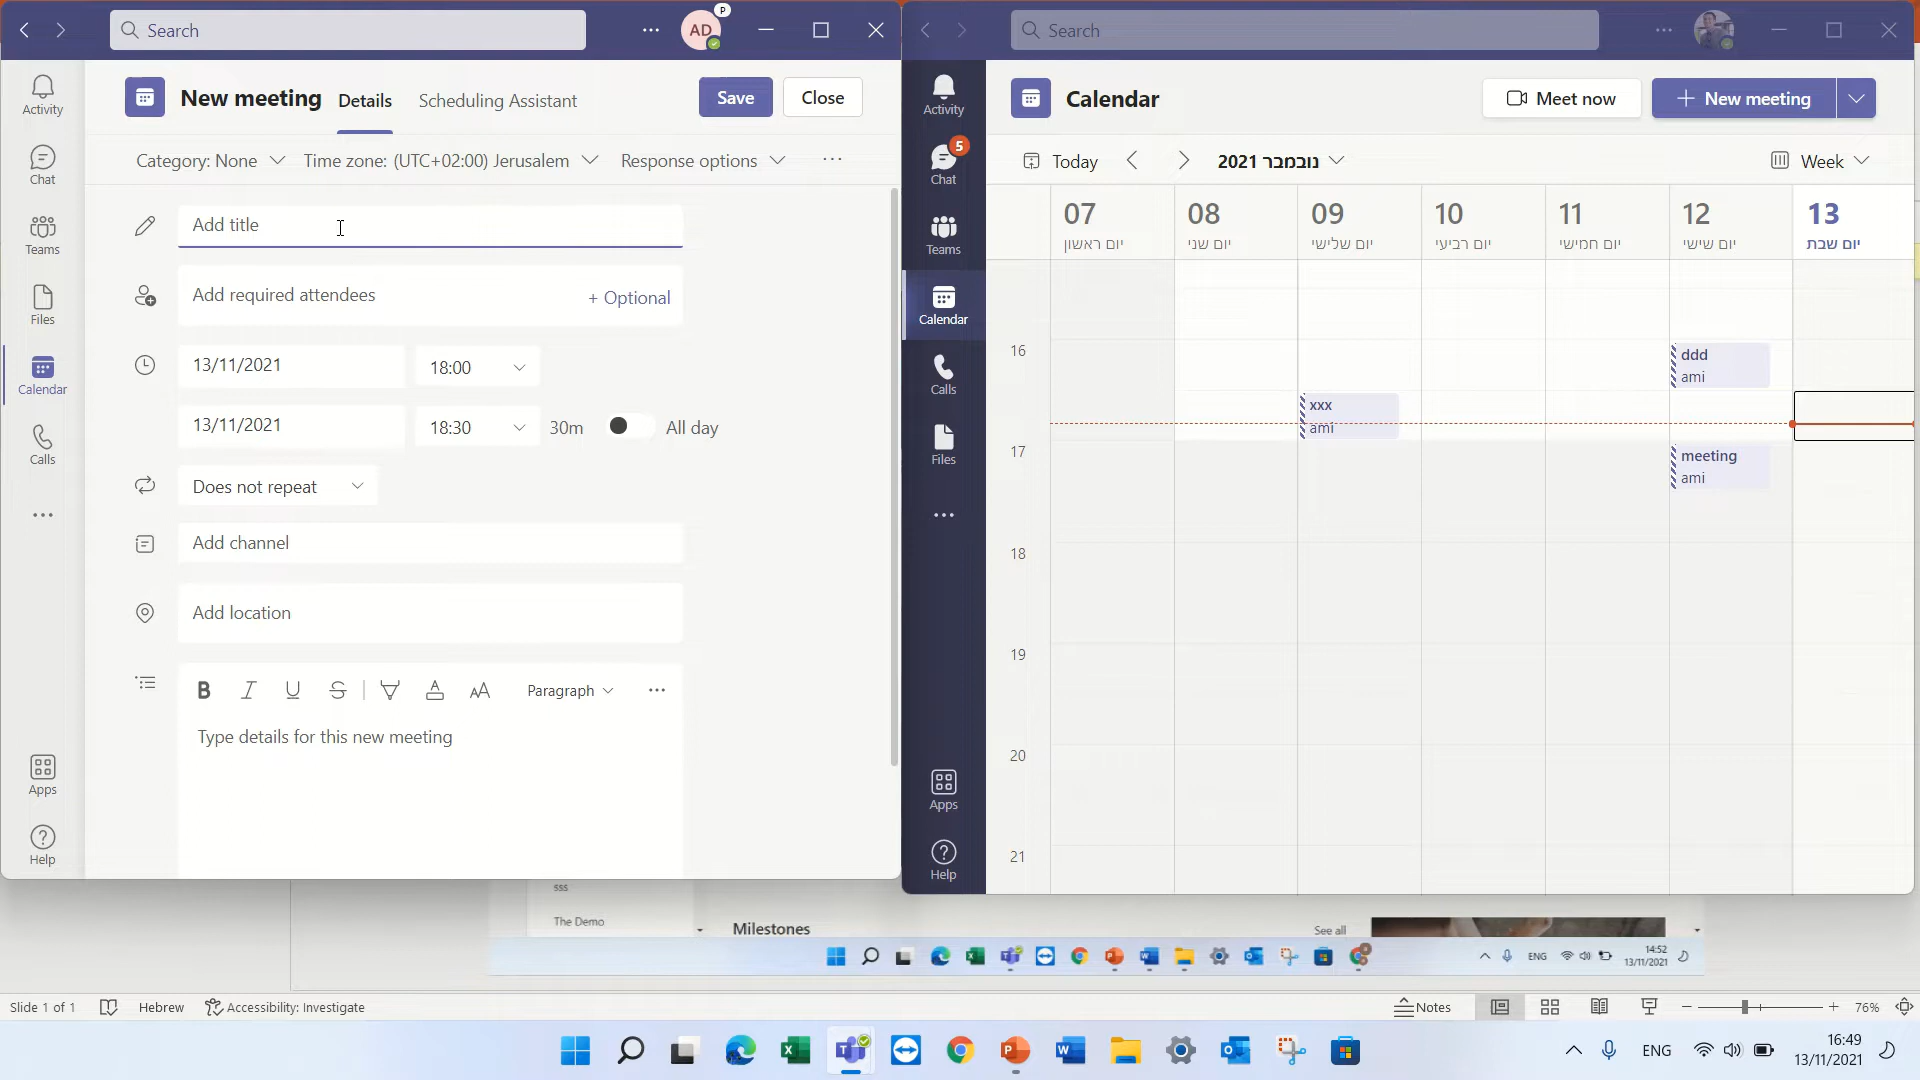 Search
AD
P
Activity
Chat
Teams
Files
Calendar
Calls
Apps
Help
New meeting
Details
Scheduling Assistant
Save
Close
Category: None
Time zone: (UTC+02:00) Jerusalem
Response options
Add title
Add required attendees
+ Optional
13/11/2021
18:00
13/11/2021
18:30
30m
All day
Does not repeat
Add channel
Add location
B
I
U
S
A
AA
Paragraph
Type details for this new meeting
Search
Activity
5
Chat
Teams
Calendar
Calls
Files
Apps
Help
Calendar
Meet now
+ New meeting
Today
נובמבר 2021
Week
07
יום ראשון
08
יום שני
09
יום שלישי
10
יום רביעי
11
יום חמישי
12
יום שישי
13
יום שבת
16
17
18
19
20
21
xxx
ami
ddd
ami
meeting
ami
sss
The Demo
Milestones
See all
ENG
14:52
13/11/2021
Slide 1 of 1
Hebrew
Accessibility: Investigate
Notes
76%
ENG
16:49
13/11/2021